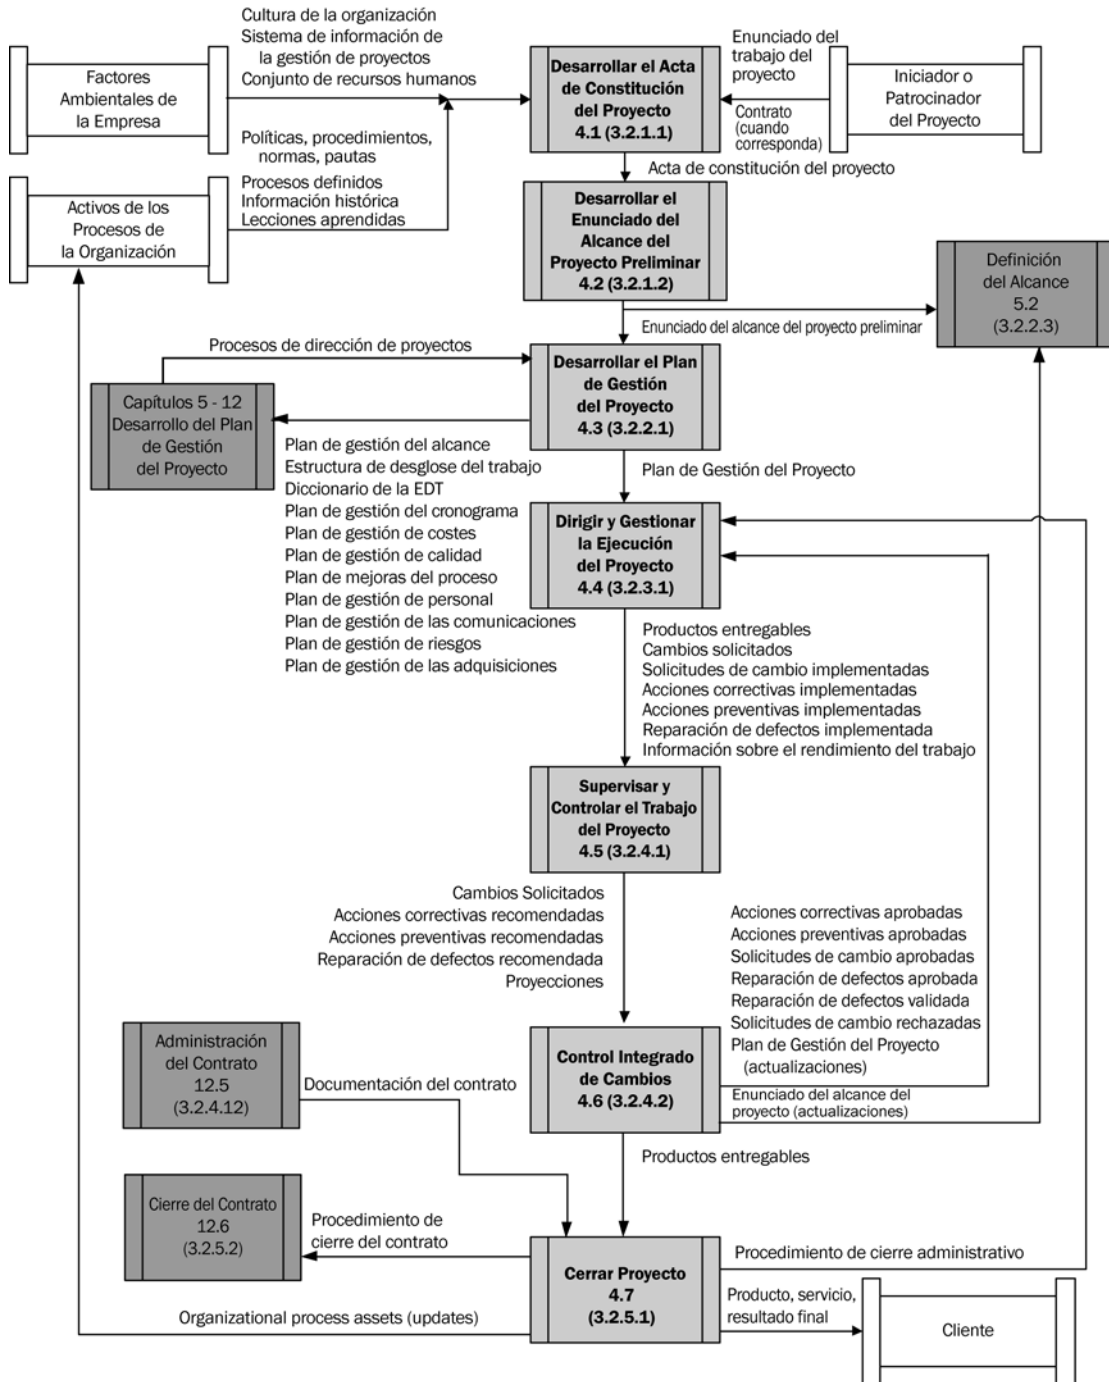 Cultura de la organización
Sistema de información de
la gestión de proyectos
Conjunto de recursos humanos
Factores
Ambientales de
la Empresa
Políticas, procedimientos,
normas, pautas
Procesos definidos
Información histórica
Lecciones aprendidas
Activos de los
Procesos de
la Organización
Desarrollar el Acta
de Constitución
del Proyecto
4.1 (3.2.1.1)
Enunciado del
trabajo del
proyecto
Contrato
(cuando
corresponda)
Iniciador o
Patrocinador
del Proyecto
Acta de constitución del proyecto
Desarrollar el
Enunciado del
Alcance del
Proyecto Preliminar
4.2 (3.2.1.2)
Enunciado del alcance del proyecto preliminar
Definición
del Alcance
5.2
(3.2.2.3)
Procesos de dirección de proyectos
Desarrollar el Plan
de Gestión
del Proyecto
4.3 (3.2.2.1)
Capítulos 5 - 12
Desarrollo del Plan
de Gestión
del Proyecto
Plan de gestión del alcance
Estructura de desglose del trabajo
Diccionario de la EDT
Plan de gestión del cronograma
Plan de gestión de costes
Plan de gestión de calidad
Plan de mejoras del proceso
Plan de gestión de personal
Plan de gestión de las comunicaciones
Plan de gestión de riesgos
Plan de gestión de las adquisiciones
Plan de Gestión del Proyecto
Dirigir y Gestionar
la Ejecución
del Proyecto
4.4 (3.2.3.1)
Productos entregables
Cambios solicitados
Solicitudes de cambio implementadas
Acciones correctivas implementadas
Acciones preventivas implementadas
Reparación de defectos implementada
Información sobre el rendimiento del trabajo
Supervisar y
Controlar el Trabajo
del Proyecto
4.5 (3.2.4.1)
Cambios Solicitados
Acciones correctivas recomendadas
Acciones preventivas recomendadas
Reparación de defectos recomendada
Proyecciones
Acciones correctivas aprobadas
Acciones preventivas aprobadas
Solicitudes de cambio aprobadas
Reparación de defectos aprobada
Reparación de defectos validada
Solicitudes de cambio rechazadas
Plan de Gestión del Proyecto
(actualizaciones)
Control Integrado
de Cambios
4.6 (3.2.4.2)
Enunciado del alcance del
proyecto (actualizaciones)
Administración
del Contrato
12.5
(3.2.4.12)
Documentación del contrato
Productos entregables
Cierre del Contrato
12.6
(3.2.5.2)
Procedimiento de
cierre del contrato
Cerrar Proyecto
4.7
(3.2.5.1)
Procedimiento de cierre administrativo
Organizational process assets (updates)
Producto, servicio,
resultado final
Cliente